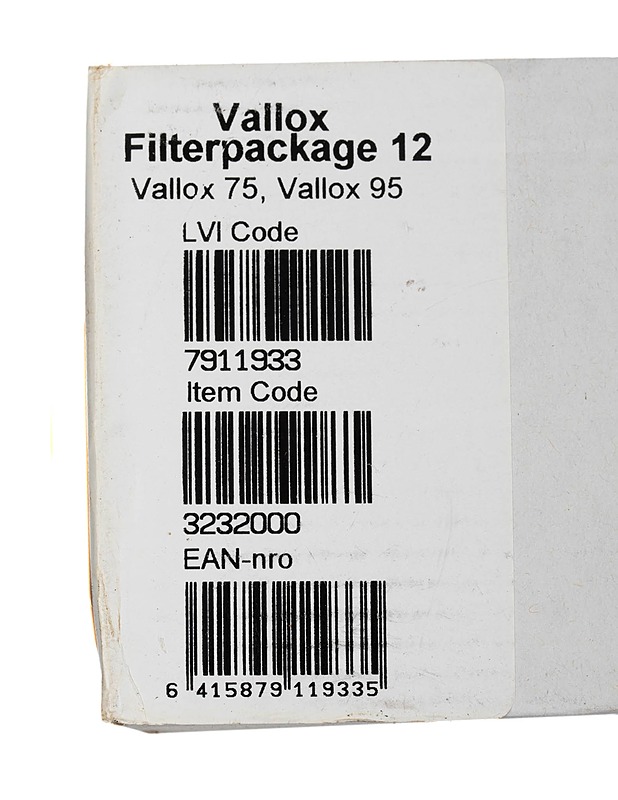 Vallox
Filterpackage 12
Vallox 75, Vallox 95
LVI Code
7911933
Item Code
3232000
EAN-nro
6 415879 119335